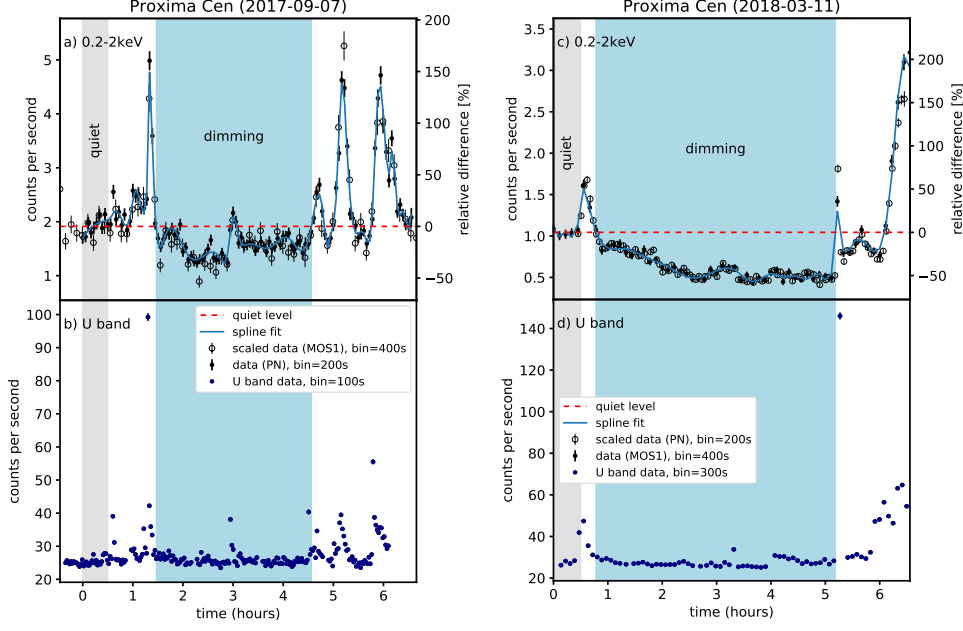 Proxima Cen (2017-09-07)
a) 0.2-2keV
quiet
dimming
counts per second
5
4
3
2
1
relative difference [%]
200
150
100
50
0
−50
b) U band
quiet level
spline fit
scaled data (MOS1), bin=400s
data (PN), bin=200s
U band data, bin=100s
counts per second
100
90
80
70
60
50
40
30
20
0 1 2 3 4 5 6
time (hours)
Proxima Cen (2018-03-11)
c) 0.2-2keV
quiet
dimming
counts per second
3.5
3.0
2.5
2.0
1.5
1.0
0.5
relative difference [%]
200
150
100
50
0
−50
d) U band
quiet level
spline fit
scaled data (PN), bin=200s
data (MOS1), bin=400s
U band data, bin=300s
counts per second
140
120
100
80
60
40
20
0 1 2 3 4 5 6
time (hours)